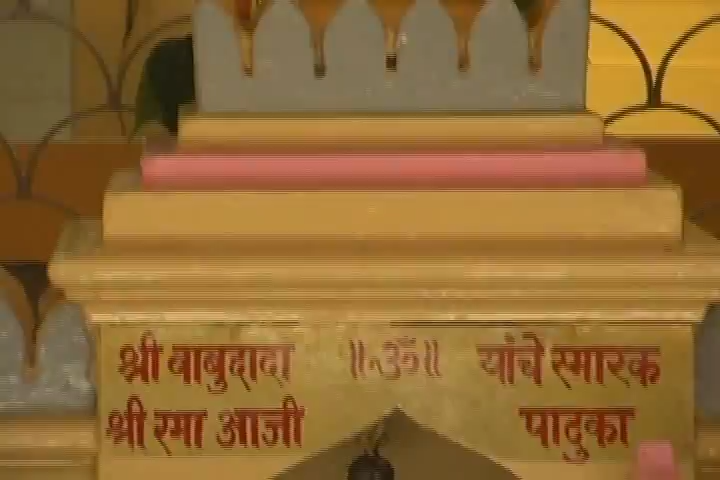 श्री बाबुदादा ॥ॐ॥ यांचे स्मारक
श्री रमा आजी पादुका